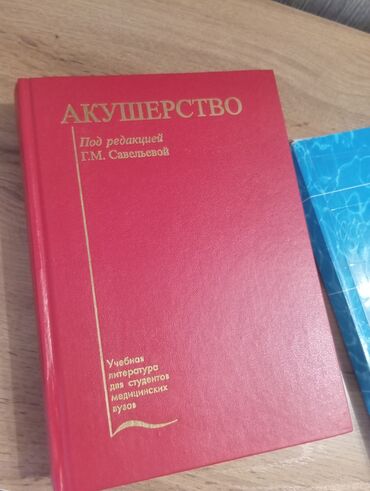 АКУШЕРСТВО
Под редакцией
Г.М. Савельевой
Учебная
литература
для студентов
медицинских
вузов